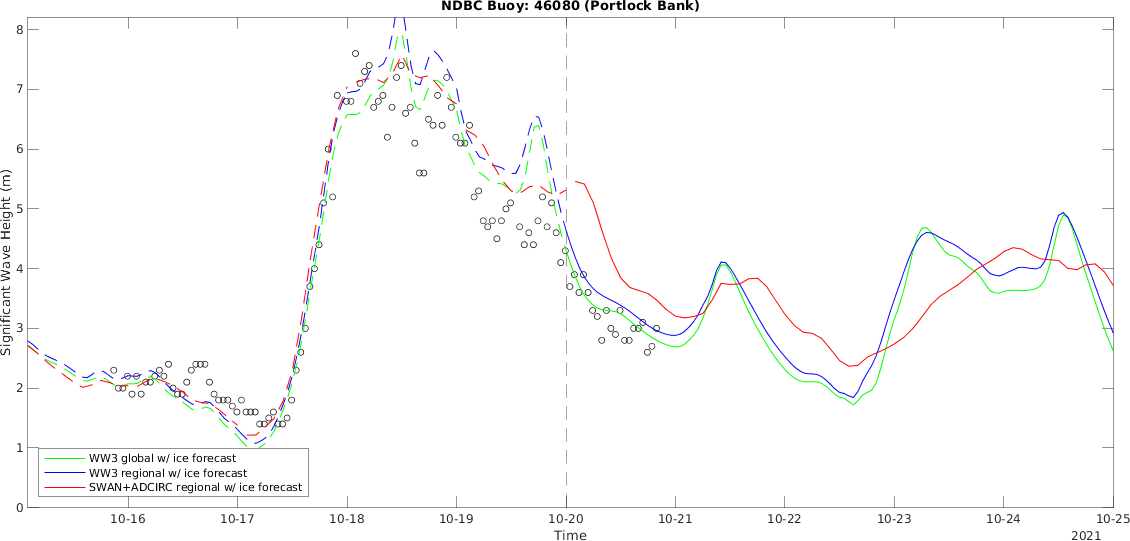 NDBC Buoy: 46080 (Portlock Bank)
8
7
6
5
4
3
2
1
0
Significant Wave Height (m)
WW3 global w/ ice forecast
WW3 regional w/ ice forecast
SWAN+ADCIRC regional w/ ice forecast
10-16 10-17 10-18 10-19 10-20 10-21 10-22 10-23 10-24 10-25
Time
2021